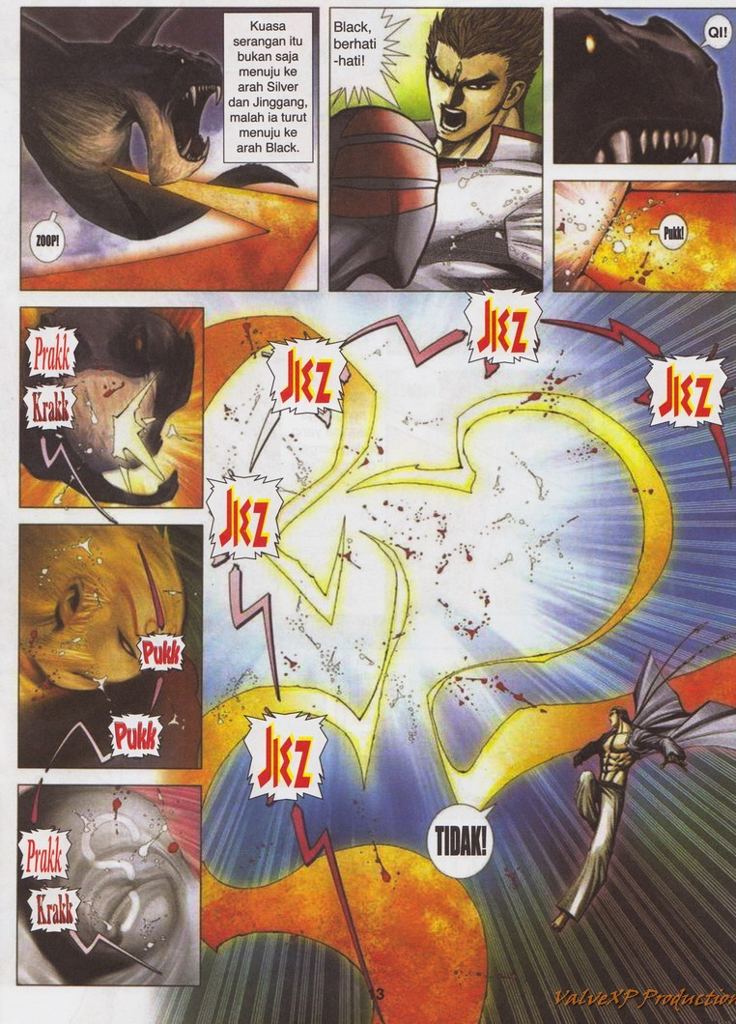 Kuasa
serangan itu
bukan saja
menuju ke
arah Silver
dan Jinggang,
malah ia turut
menuju ke
arah Black.
ZOOP!
Black,
berhati
-hati!
QI!
Pukk!
Prakk
Krakk
JIEZ
JIEZ
JIEZ
JIEZ
JIEZ
Pukk
Pukk
Prakk
Krakk
TIDAK!
13
ValveXP Production